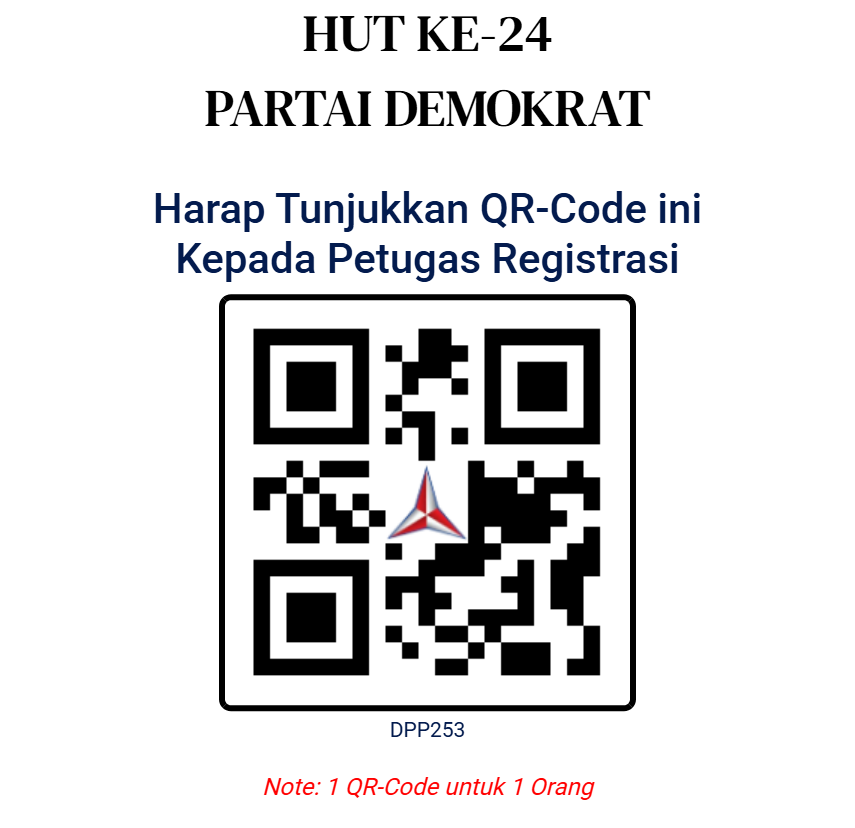 HUT KE-24
PARTAI DEMOKRAT
Harap Tunjukkan QR-Code ini
Kepada Petugas Registrasi
DPP253
Note: 1 QR-Code untuk 1 Orang